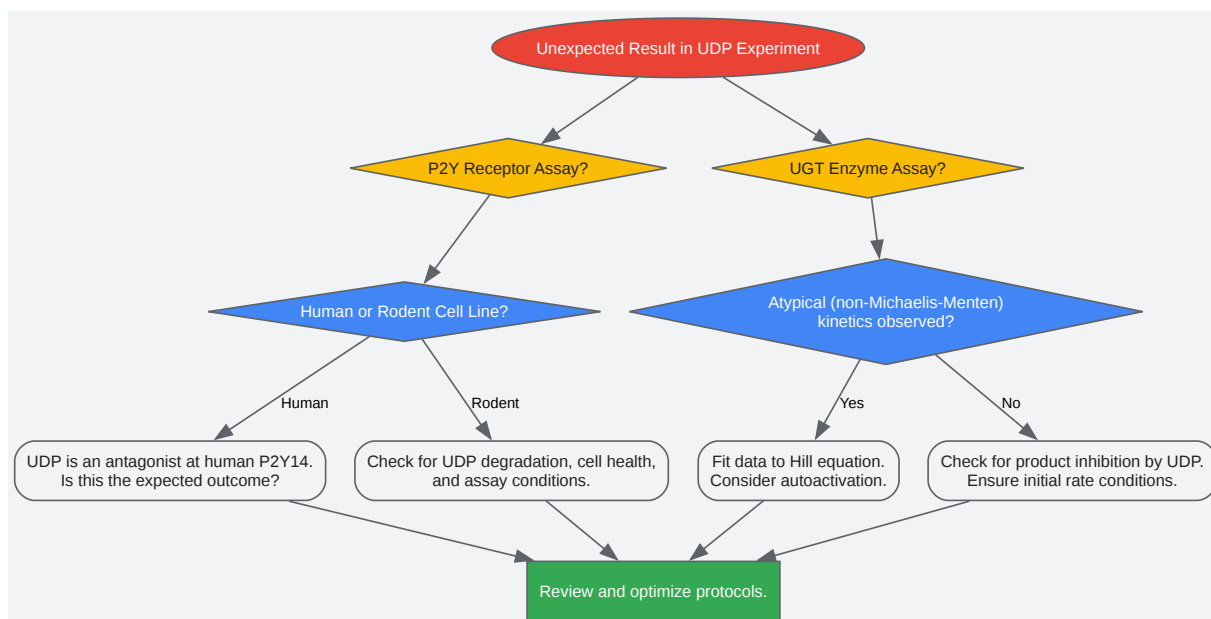 Unexpected Result in UDP Experiment
P2Y Receptor Assay?
UGT Enzyme Assay?
Human or Rodent Cell Line?
Atypical (non-Michaelis-Menten)
kinetics observed?
Human
Rodent
Yes
No
UDP is an antagonist at human P2Y14.
Is this the expected outcome?
Check for UDP degradation, cell health,
and assay conditions.
Fit data to Hill equation.
Consider autoactivation.
Check for product inhibition by UDP.
Ensure initial rate conditions.
Review and optimize protocols.